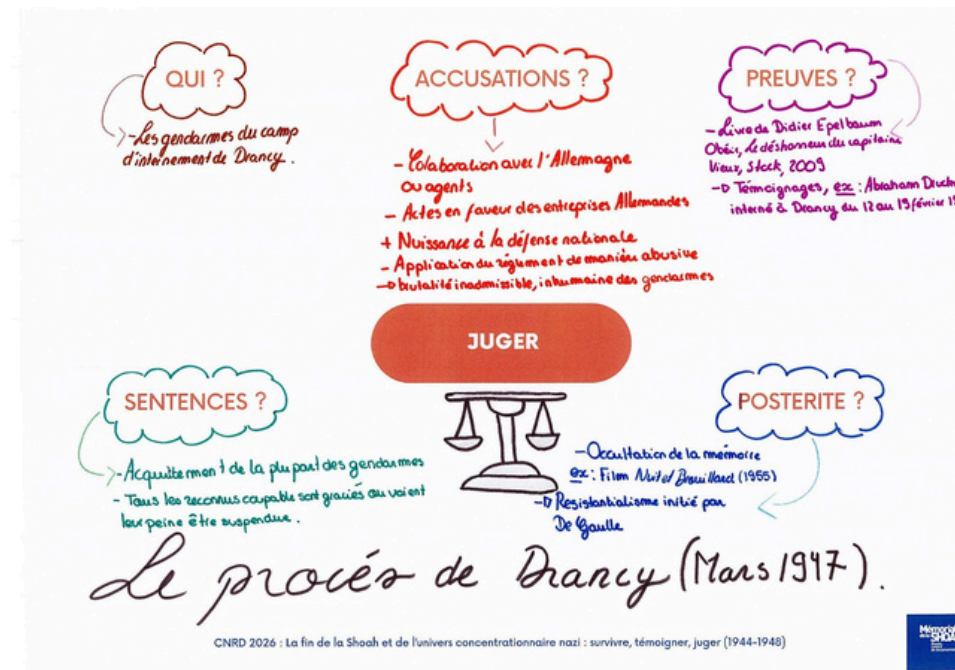 QUI ?
-Les gendarmes du camp
d'internement de Drancy.
ACCUSATIONS ?
- Colaboration avec l'Allemagne
ou agents
- Actes en faveur des entreprises Allemandes
+ Nuissance à la défense nationale
- Application du réglument de manière abusive
-> brutalité inadmissible, inhumaine des gendarmes
PREUVES ?
- Livre de Didier Epelbaum
Obéir, Le déshonneur du capitaine
Vieux, Stock, 2009
-> Témoignages, ex : Abraham
interné à Drancy du 12 au 19 février
JUGER
SENTENCES ?
-Acquittement de la plupart des gendarmes
- Tous les reconnus coupable sont graciés ou voient
leur peine être suspendue.
POSTERITE ?
-Occultation de la mémoire
ex : Film Nuit et Brouillard (1955)
-> Resistantialisme initié par
De Gaulle
Le procés de Drancy (Mars 1947).
CNRD 2026 : La fin de la Shoah et de l'univers concentrationnaire nazi : survivre, témoigner, juger (1944-1948)